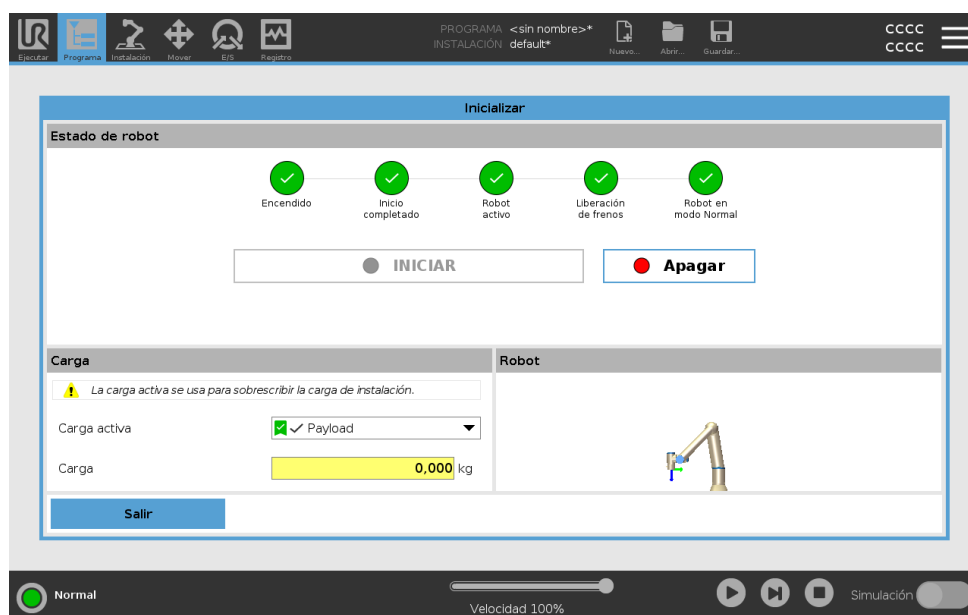 UR
PROGRAMA <sin nombre>*
INSTALACIÓN default*
Ejecutar Programa Instalación Mover E/S Registro
Nuevo... Abrir... Guardar...
CCCC
CCCC
Inicializar
Estado de robot
Encendido
Inicio
completado
Robot
activo
Liberación
de frenos
Robot en
modo Normal
INICIAR
Apagar
Carga
Robot
La carga activa se usa para sobrescribir la carga de instalación.
Carga activa
Payload
Carga
0,000 kg
Salir
Normal
Velocidad 100%
Simulación